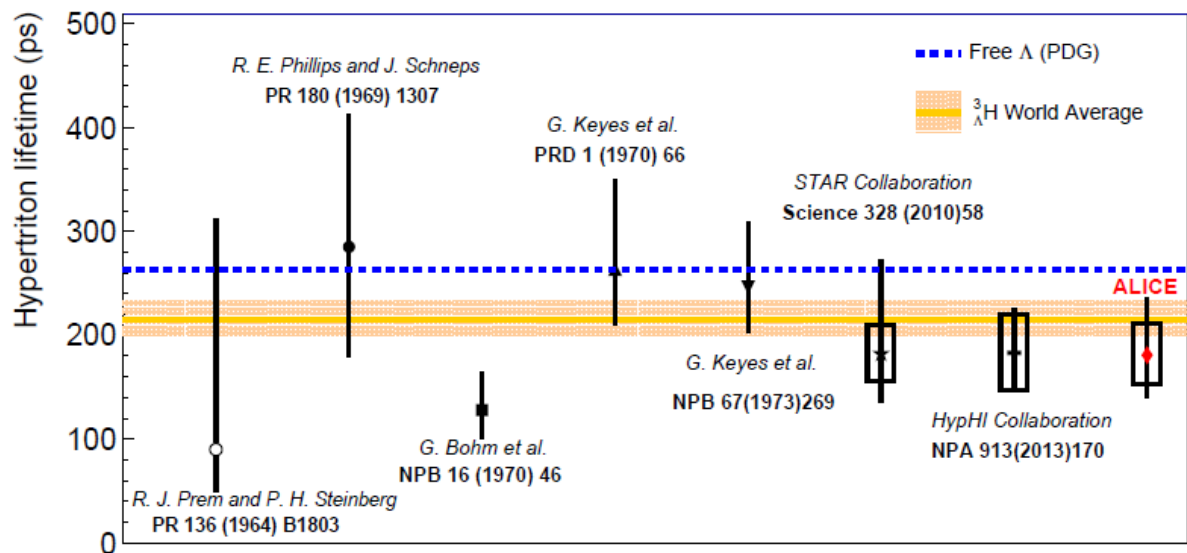 Hypertriton lifetime (ps)
500
400
300
200
100
0
R. E. Phillips and J. Schneps
PR 180 (1969) 1307
G. Keyes et al.
PRD 1 (1970) 66
Free Λ (PDG)
³ΛH World Average
STAR Collaboration
Science 328 (2010)58
ALICE
G. Keyes et al.
NPB 67(1973)269
HypHI Collaboration
NPA 913(2013)170
G. Bohm et al.
NPB 16 (1970) 46
R. J. Prem and P. H. Steinberg
PR 136 (1964) B1803